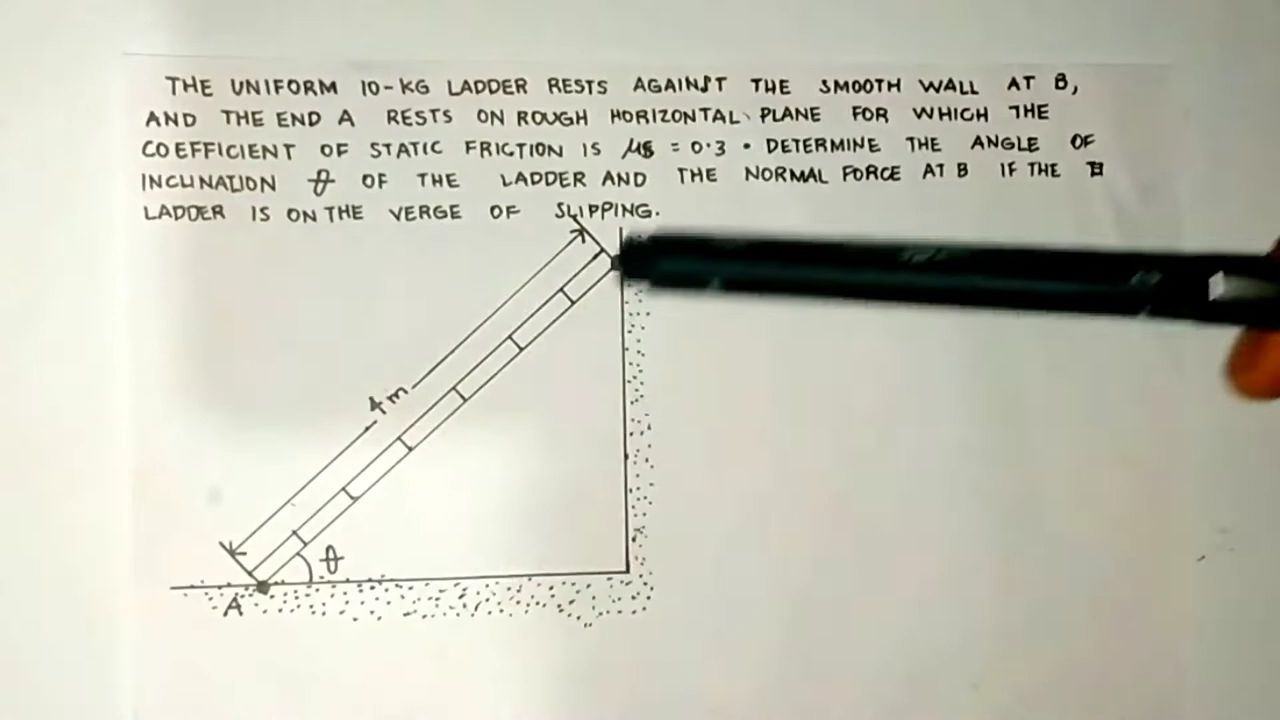 THE UNIFORM 10-KG LADDER RESTS AGAINST THE SMOOTH WALL AT B,
AND THE END A RESTS ON ROUGH HORIZONTAL PLANE FOR WHICH THE
COEFFICIENT OF STATIC FRICTION IS μs = 0.3 . DETERMINE THE ANGLE OF
INCLINATION θ OF THE LADDER AND THE NORMAL FORCE AT B IF THE
LADDER IS ON THE VERGE OF SLIPPING.
4m
θ
A